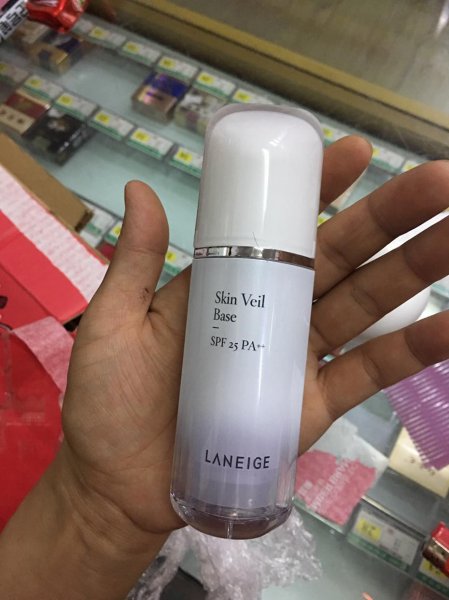 Skin Veil
Base
SPF 25 PA++
LANEIGE